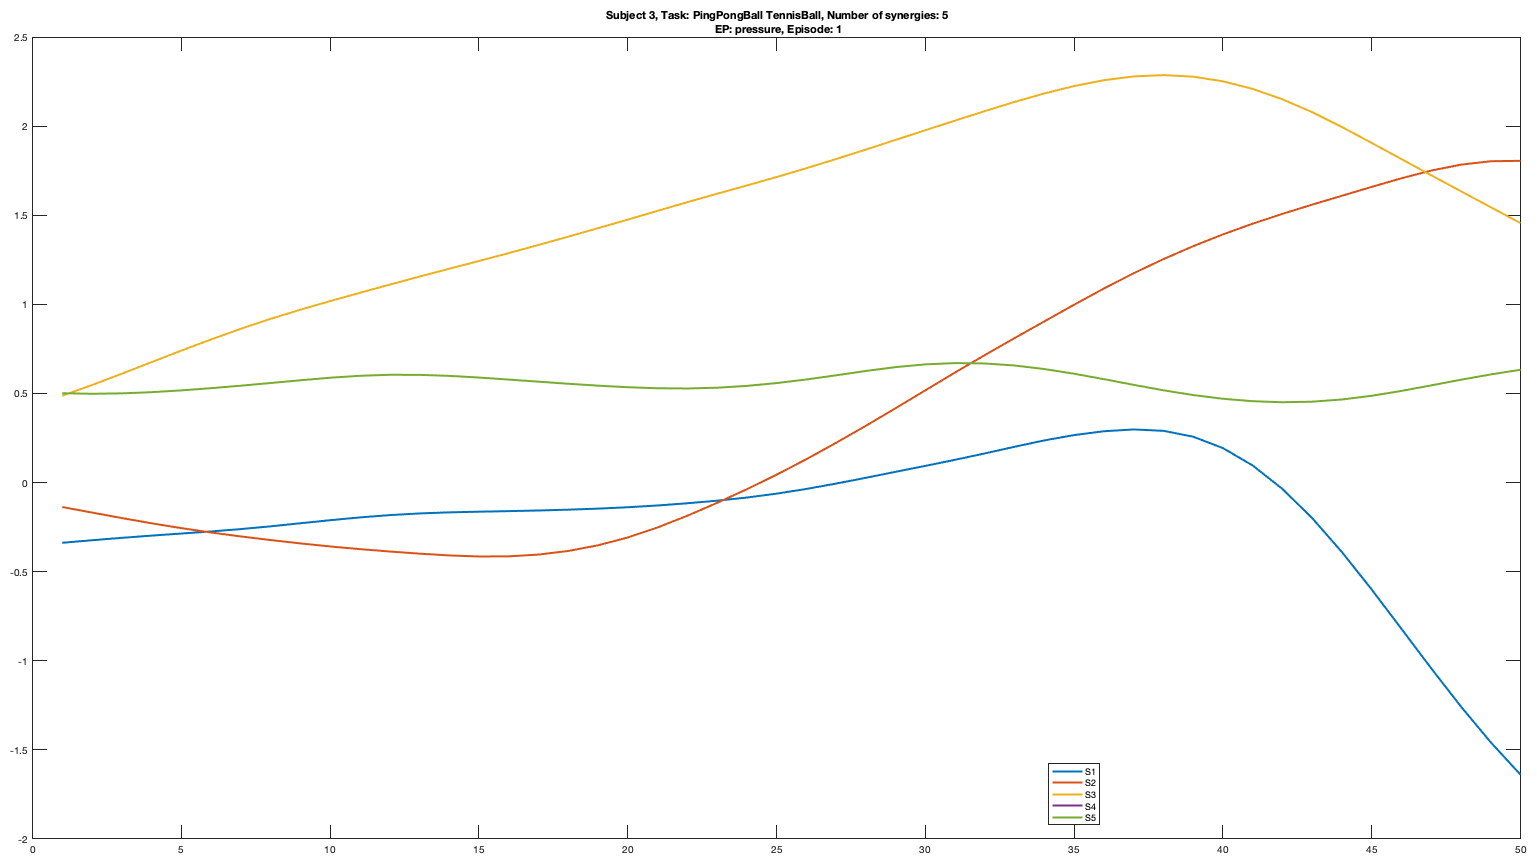 Subject 3, Task: PingPongBall TennisBall, Number of synergies: 5
EP: pressure, Episode: 1
2.5
2
1.5
1
0.5
0
-0.5
-1
-1.5
-2
0 5 10 15 20 25 30 35 40 45 50
S1
S2
S3
S4
S5